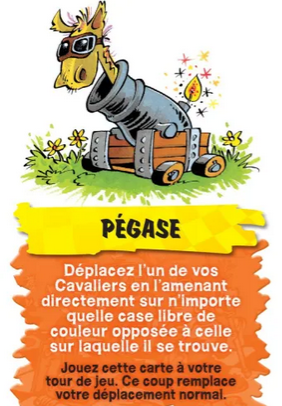 PÉGASE
Déplacez l'un de vos
Cavaliers en l'amenant
directement sur n'importe
quelle case libre de
couleur opposée à celle
sur laquelle il se trouve.
Jouez cette carte à votre
tour de jeu. Ce coup remplace
votre déplacement normal.